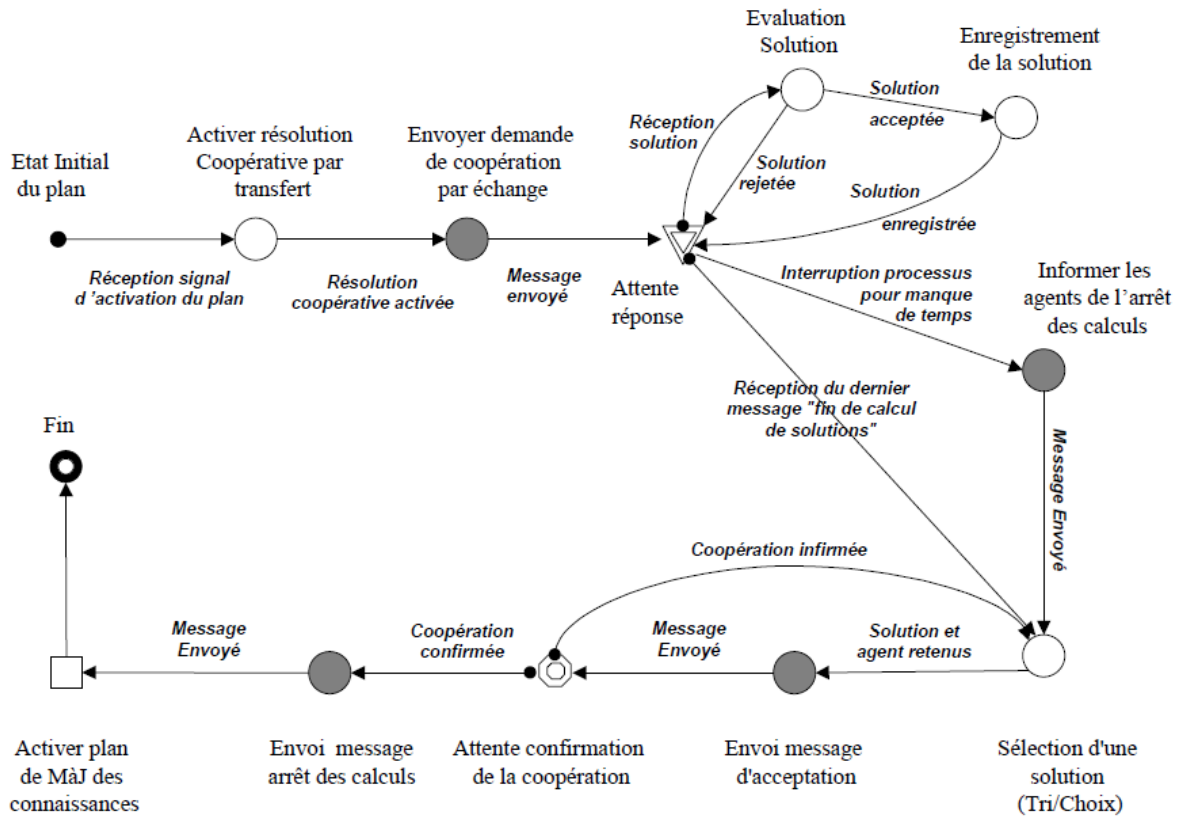 Evaluation
Solution
Enregistrement
de la solution
Solution
acceptée
Réception
solution
Solution
rejetée
Solution
enregistrée
Etat Initial
du plan
Activer résolution
Coopérative par
transfert
Envoyer demande
de coopération
par échange
Réception signal
d 'activation du plan
Résolution
coopérative activée
Message
envoyé
Attente
réponse
Interruption processus
pour manque
de temps
Informer les
agents de l'arrêt
des calculs
Réception du dernier
message "fin de calcul
de solutions"
Message Envoyé
Fin
Coopération infirmée
Message
Envoyé
Coopération
confirmée
Message
Envoyé
Solution et
agent retenus
Activer plan
de MàJ des
connaissances
Envoi message
arrêt des calculs
Attente confirmation
de la coopération
Envoi message
d'acceptation
Sélection d'une
solution
(Tri/Choix)